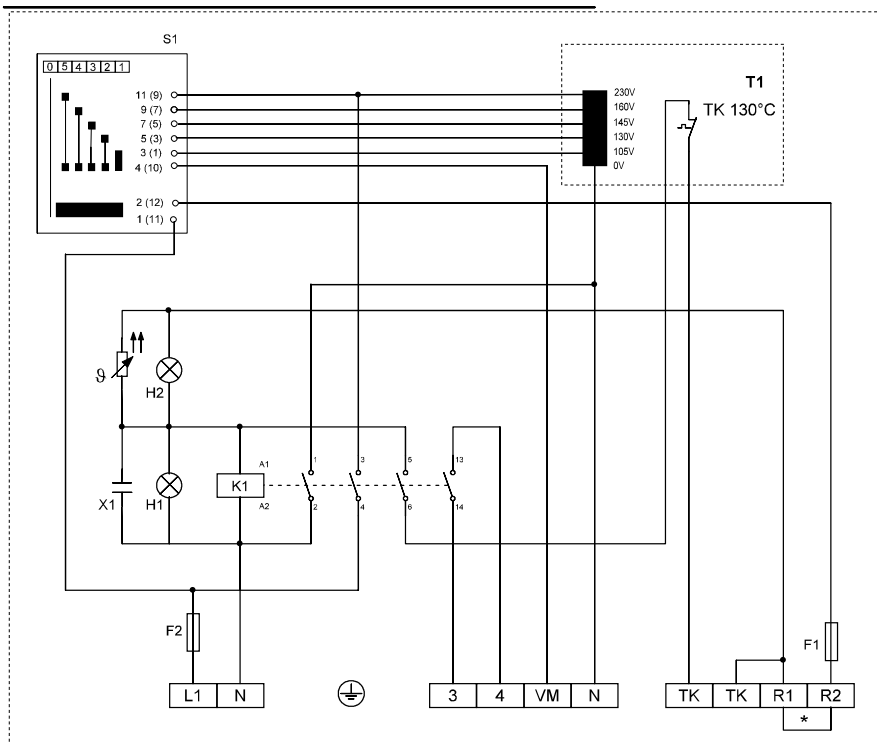 S1
0 5 4 3 2 1
11 (9)
9 (7)
7 (5)
5 (3)
3 (1)
4 (10)
2 (12)
1 (11)
230V
160V
145V
130V
105V
0V
T1
TK 130°C
ϑ
H2
X1
H1
K1
A1
A2
1
3
5
13
2
4
6
14
F2
F1
L1 N
3 4 VM N
TK TK R1 R2
*